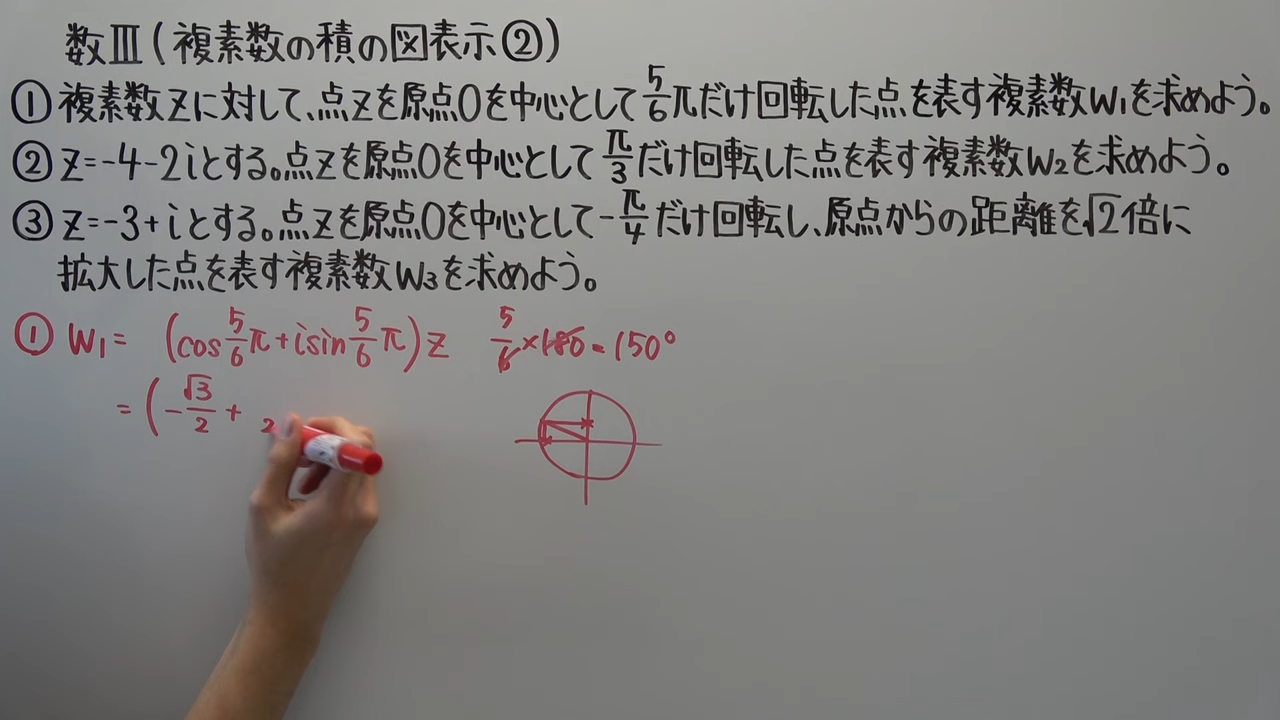 数Ⅲ(複素数の積の図表示②)
①複素数zに対して、点zを原点Oを中心として5/6πだけ回転した点を表す複素数w₁を求めよう。
②z=-4-2iとする。点zを原点Oを中心としてπ/3だけ回転した点を表す複素数w₂を求めよう。
③z=-3+iとする。点zを原点Oを中心として-π/4だけ回転し、原点からの距離を√2倍に
拡大した点を表す複素数w₃を求めよう。
① w₁= (cos5/6π+isin5/6π)z 5/6×180=150°
=(-√3/2+ 2